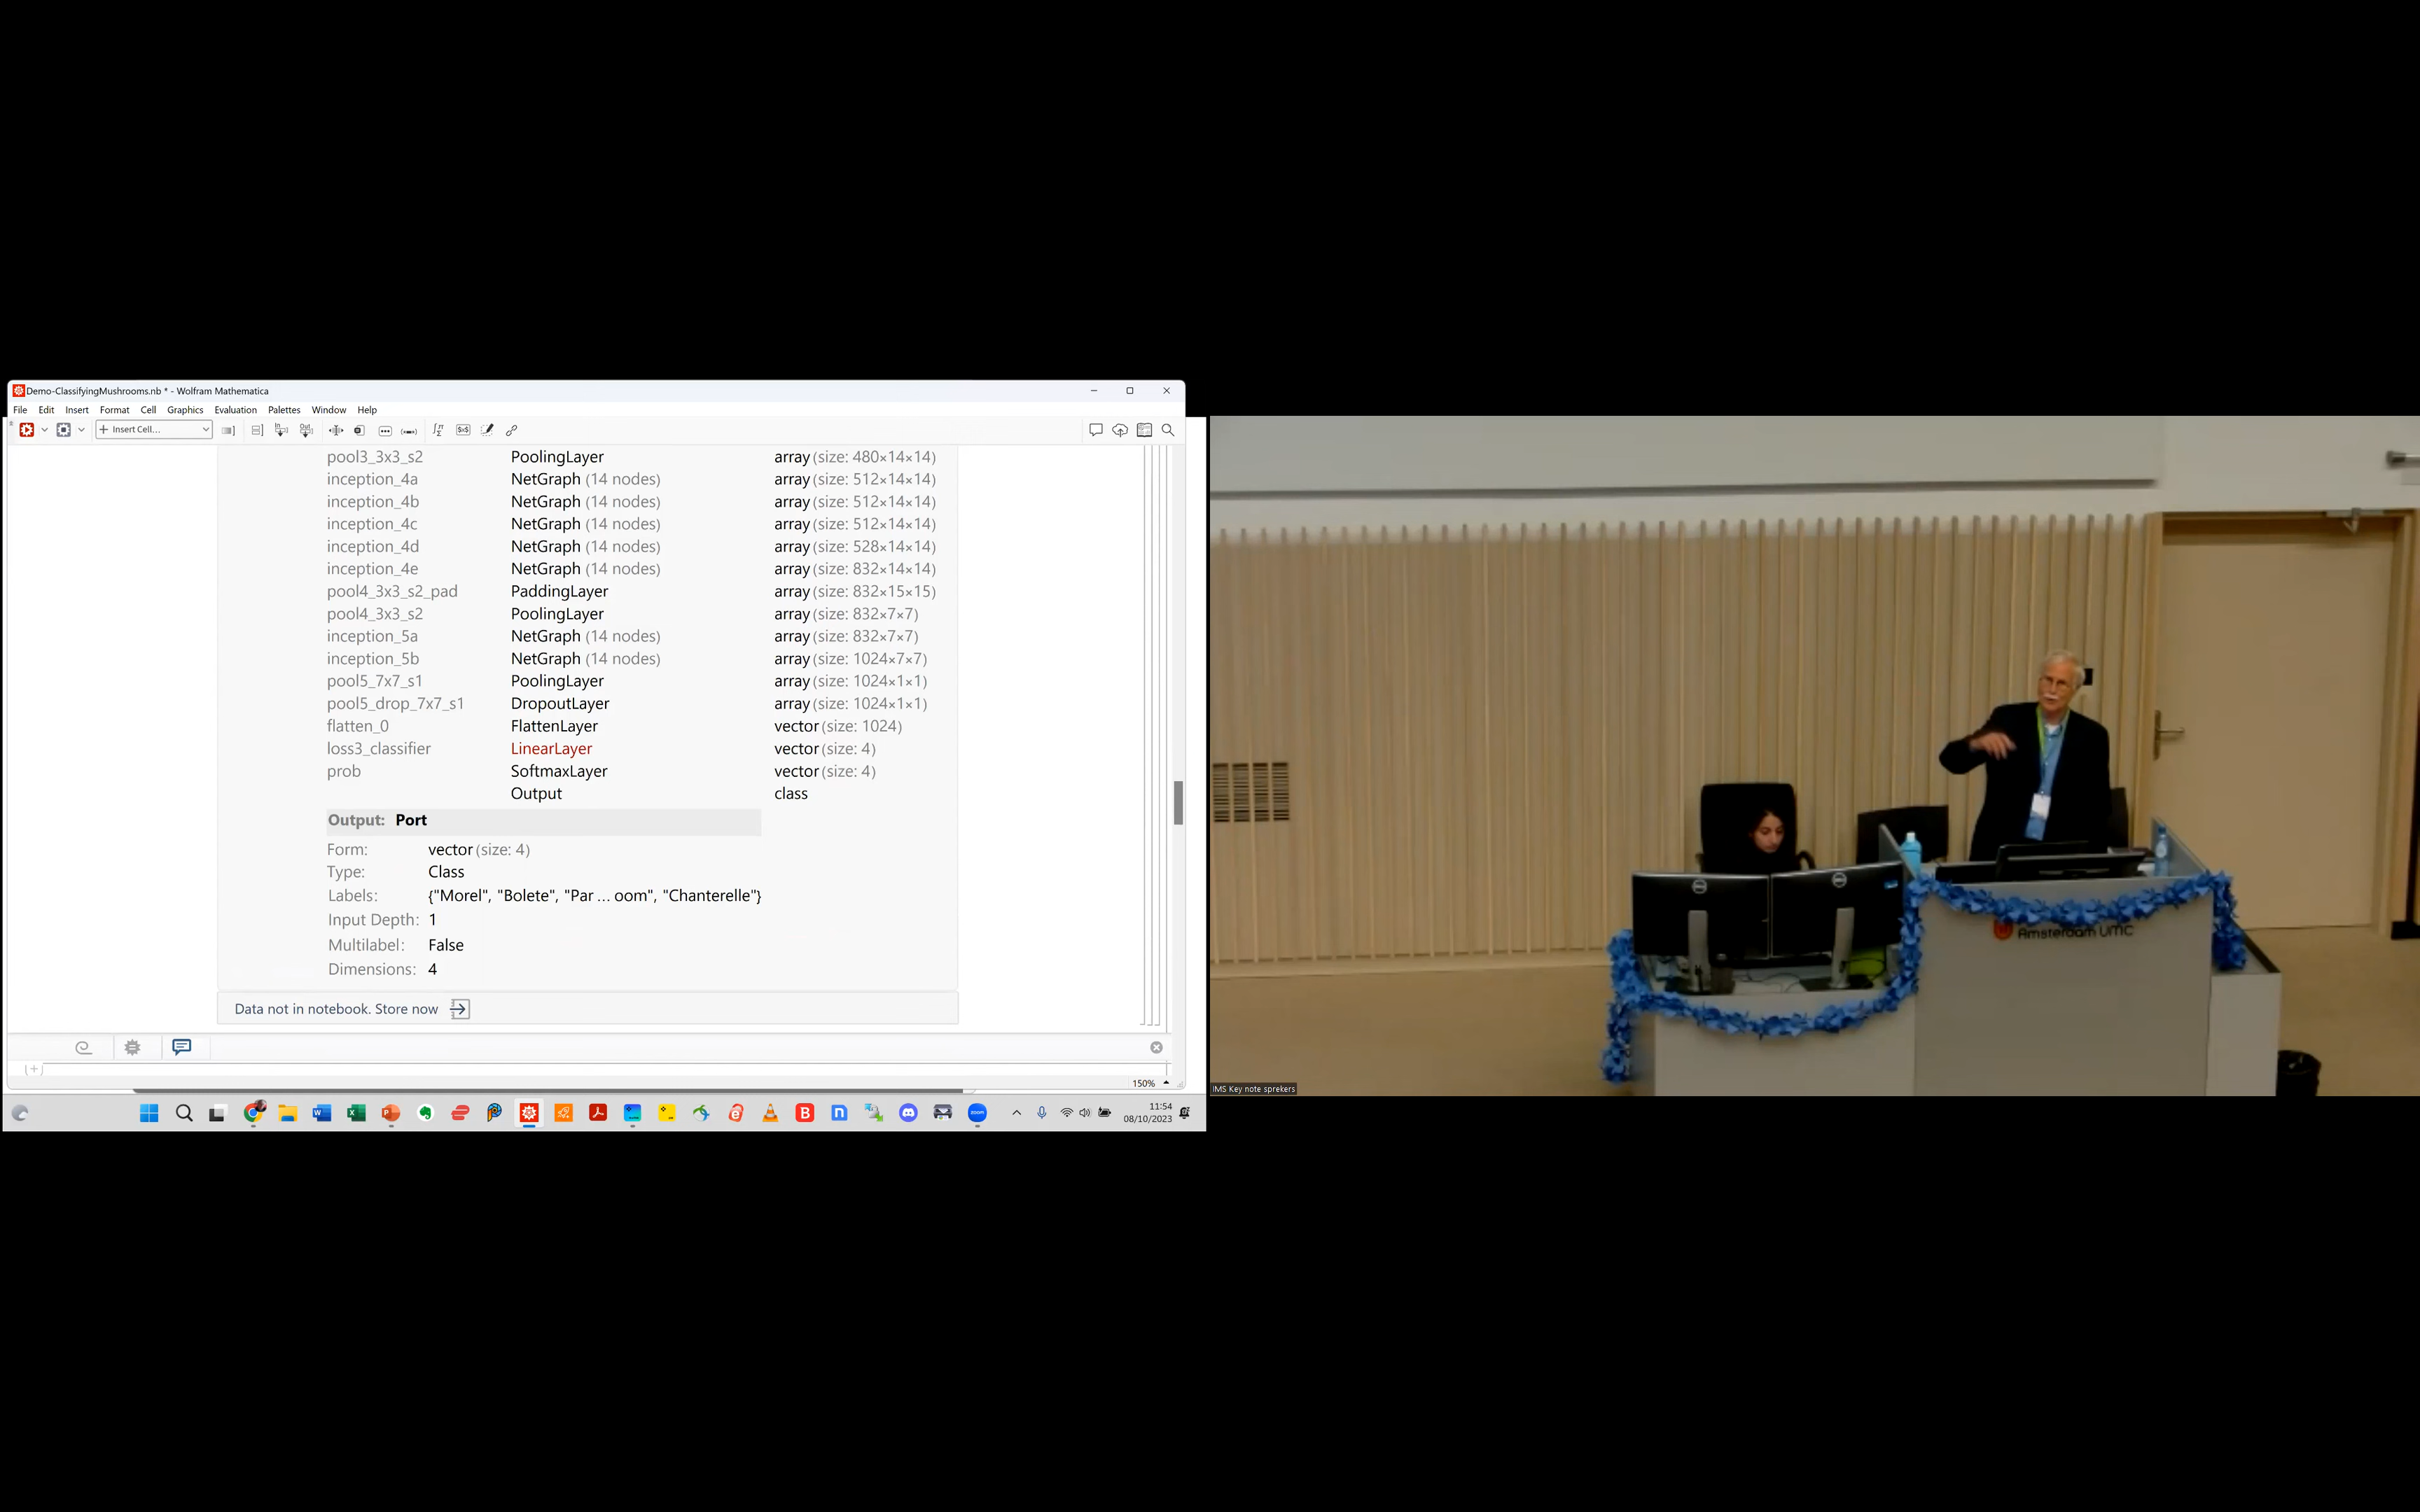 Demo-ClassifyingMushrooms.nb * - Wolfram Mathematica
File Edit Insert Format Cell Graphics Evaluation Palettes Window Help
Insert Cell...
pool3_3x3_s2 PoolingLayer array (size: 480×14×14)
inception_4a NetGraph (14 nodes) array (size: 512×14×14)
inception_4b NetGraph (14 nodes) array (size: 512×14×14)
inception_4c NetGraph (14 nodes) array (size: 512×14×14)
inception_4d NetGraph (14 nodes) array (size: 528×14×14)
inception_4e NetGraph (14 nodes) array (size: 832×14×14)
pool4_3x3_s2_pad PaddingLayer array (size: 832×15×15)
pool4_3x3_s2 PoolingLayer array (size: 832×7×7)
inception_5a NetGraph (14 nodes) array (size: 832×7×7)
inception_5b NetGraph (14 nodes) array (size: 1024×7×7)
pool5_7x7_s1 PoolingLayer array (size: 1024×1×1)
pool5_drop_7x7_s1 DropoutLayer array (size: 1024×1×1)
flatten_0 FlattenLayer vector (size: 1024)
loss3_classifier LinearLayer vector (size: 4)
prob SoftmaxLayer vector (size: 4)
Output class
Output: Port
Form: vector (size: 4)
Type: Class
Labels: {"Morel", "Bolete", "Par ... oom", "Chanterelle"}
Input Depth: 1
Multilabel: False
Dimensions: 4
Data not in notebook. Store now
150%
11:54
08/10/2023
Amsterdam UMC
IMS Key note sprekers